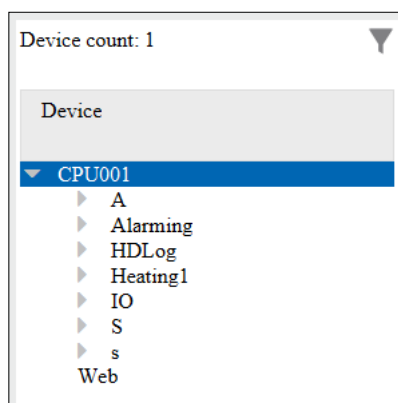 Device count: 1
Device
CPU001
A
Alarming
HDLog
Heating1
IO
S
s
Web